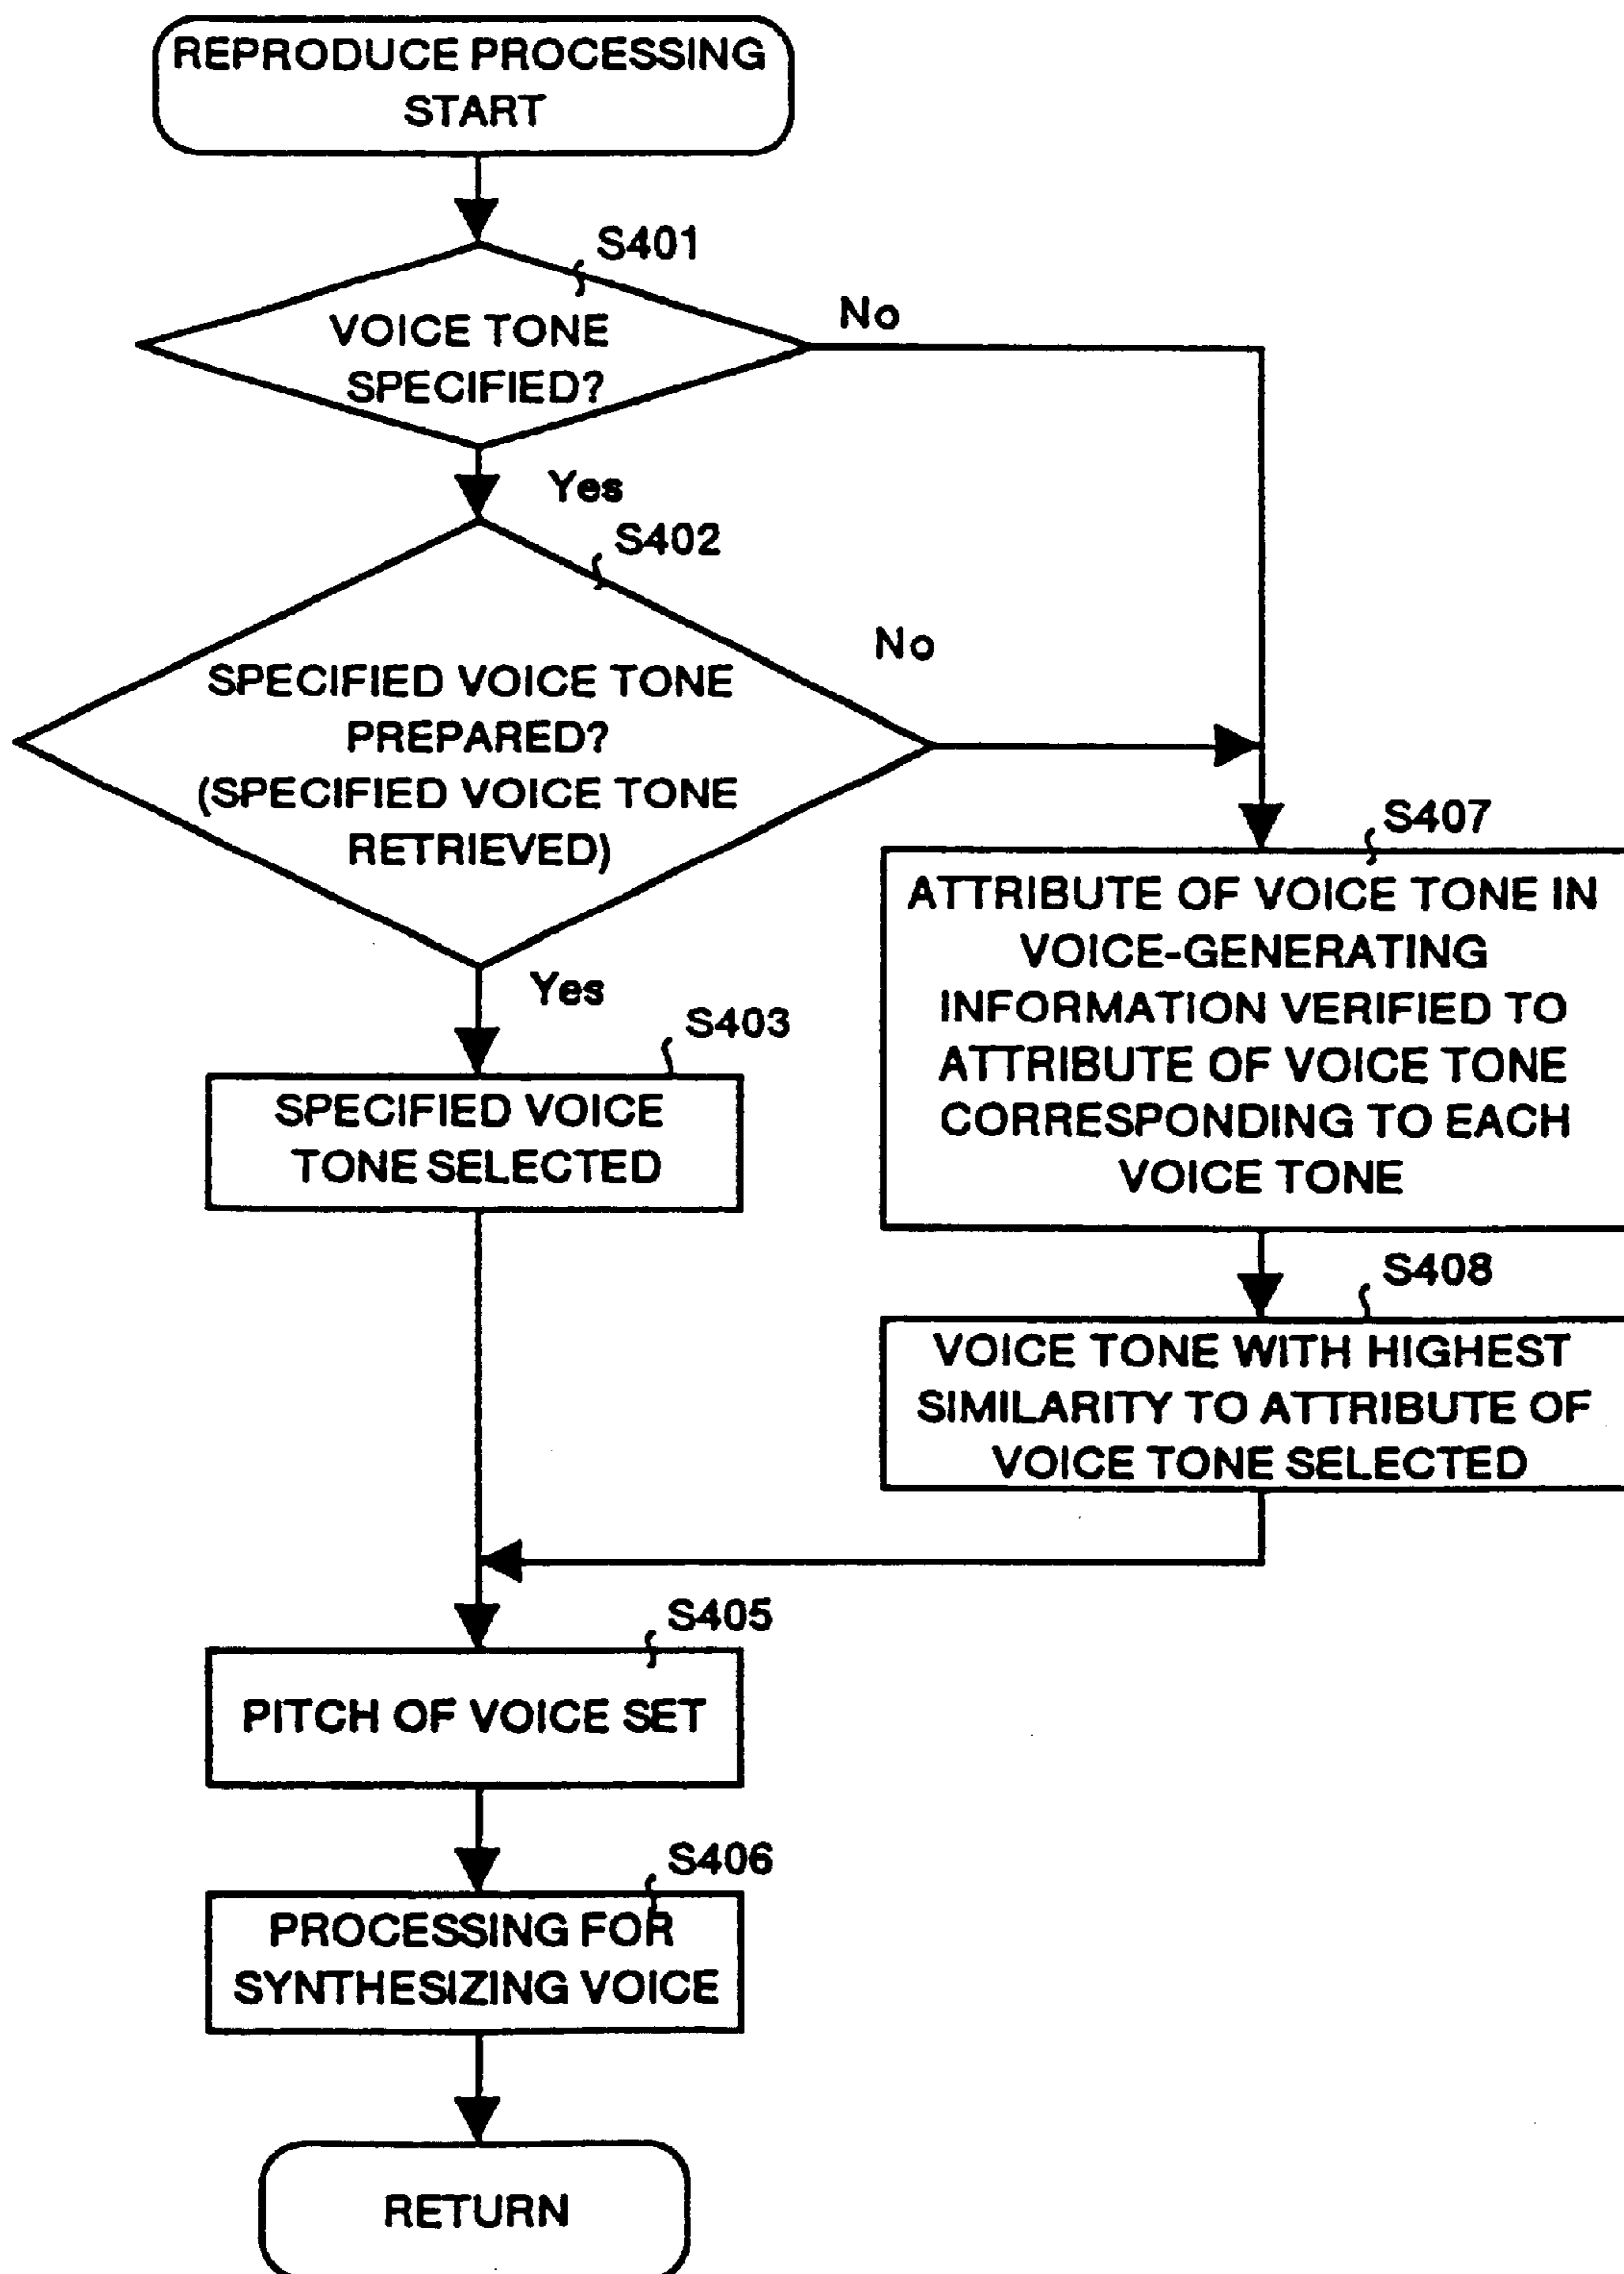 REPRODUCE PROCESSING
START
S401
VOICE TONE
SPECIFIED?
No
Yes
S402
SPECIFIED VOICE TONE
PREPARED?
(SPECIFIED VOICE TONE
RETRIEVED)
No
Yes
S403
SPECIFIED VOICE
TONE SELECTED
S407
ATTRIBUTE OF VOICE TONE IN
VOICE-GENERATING
INFORMATION VERIFIED TO
ATTRIBUTE OF VOICE TONE
CORRESPONDING TO EACH
VOICE TONE
S408
VOICE TONE WITH HIGHEST
SIMILARITY TO ATTRIBUTE OF
VOICE TONE SELECTED
S405
PITCH OF VOICE SET
S406
PROCESSING FOR
SYNTHESIZING VOICE
RETURN